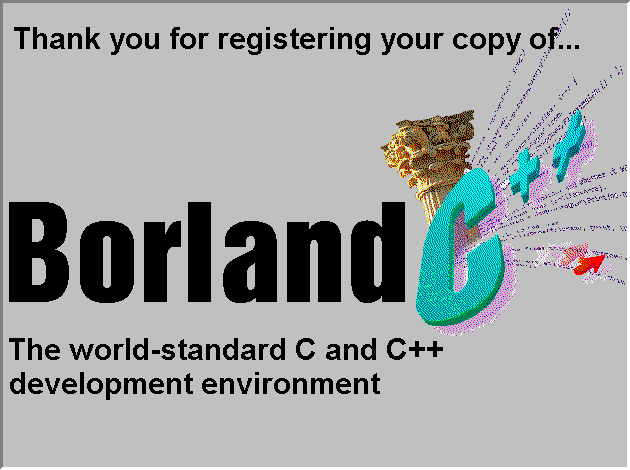 Thank you for registering your copy of...
Borland C++
The world-standard C and C++
development environment